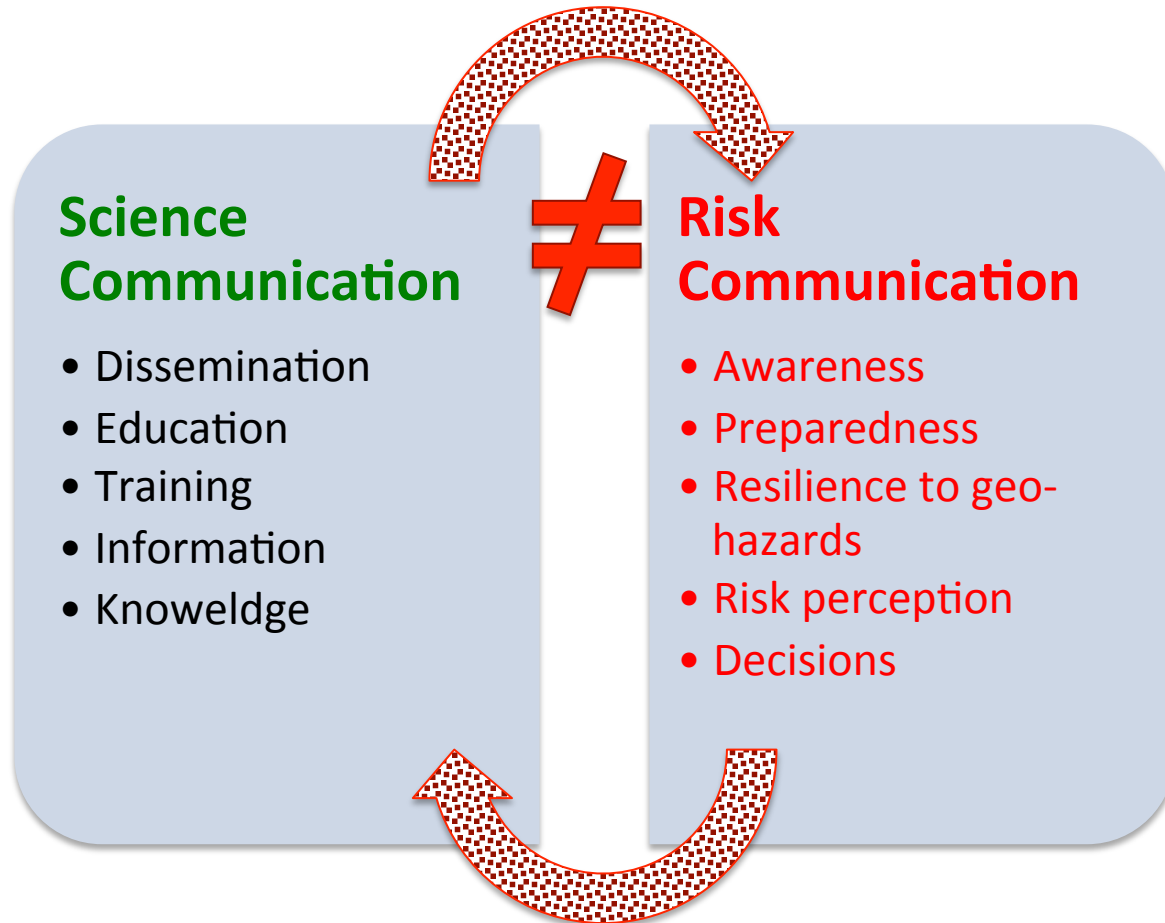 Science
Communication
• Dissemination
• Education
• Training
• Information
• Knoweldge
≠
Risk
Communication
• Awareness
• Preparedness
• Resilience to geo-
hazards
• Risk perception
• Decisions